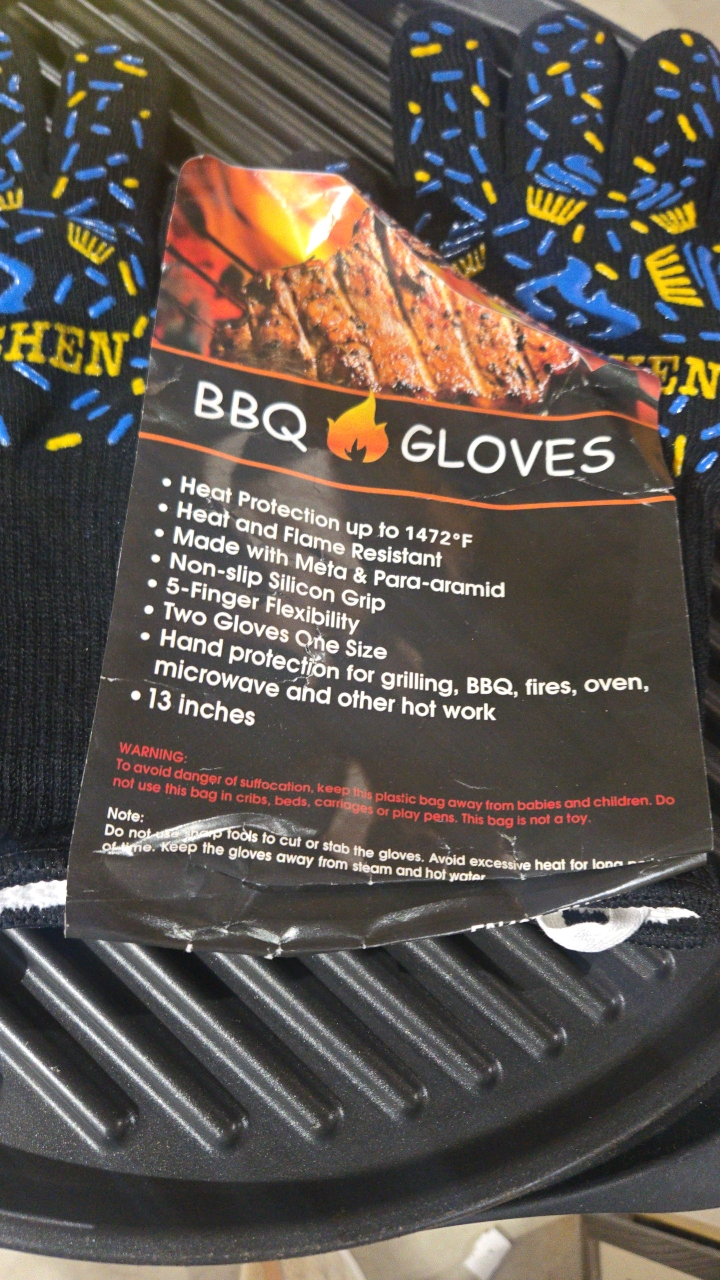 BBQ GLOVES
• Heat Protection up to 1472°F
• Heat and Flame Resistant
• Made with Meta & Para-aramid
• Non-slip Silicon Grip
• 5-Finger Flexibility
• Two Gloves One Size
• Hand protection for grilling, BBQ, fires, oven,
microwave and other hot work
• 13 inches
WARNING:
To avoid danger of suffocation, keep this plastic bag away from babies and children. Do
not use this bag in cribs, beds, carriages or play pens. This bag is not a toy.
Note:
Do not use sharp tools to cut or stab the gloves. Avoid excessive heat for long
of time. Keep the gloves away from steam and hot water
CHEN
HEN